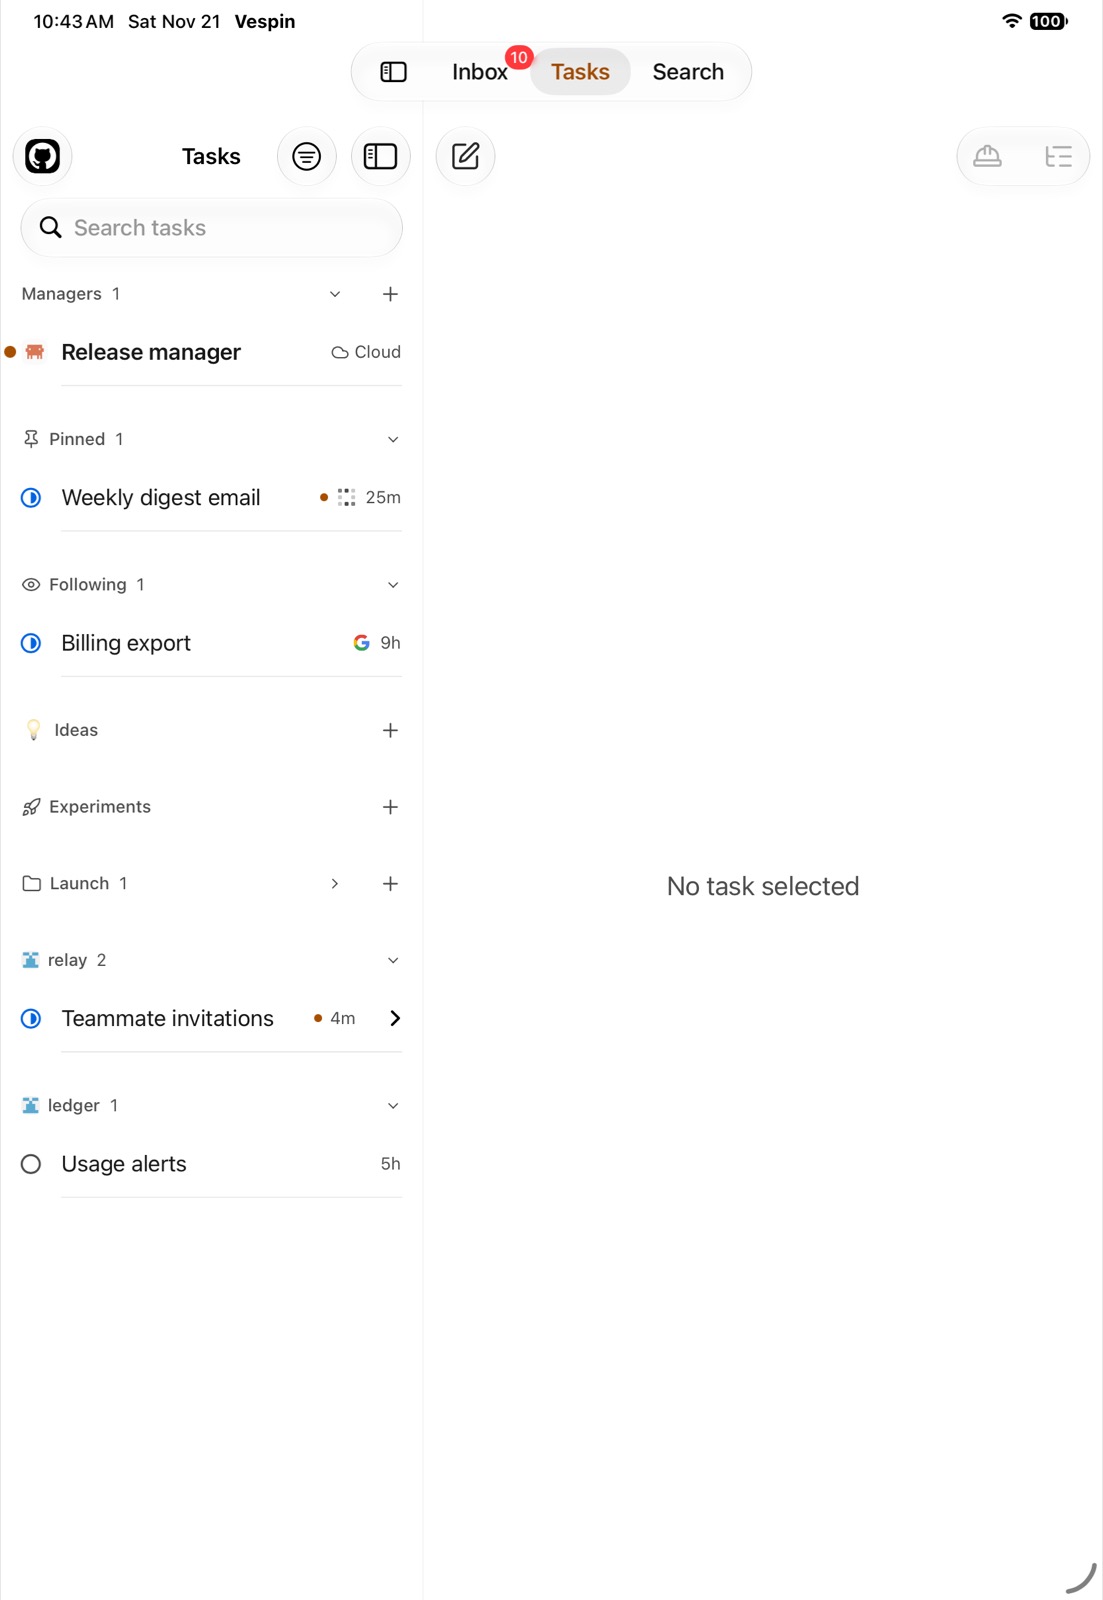 10:43 AM Sat Nov 21 Vespin
100
Inbox 10 Tasks Search
Tasks
Search tasks
Managers 1
Release manager Cloud
Pinned 1
Weekly digest email 25m
Following 1
Billing export G 9h
Ideas
Experiments
Launch 1
No task selected
relay 2
Teammate invitations 4m
ledger 1
Usage alerts 5h